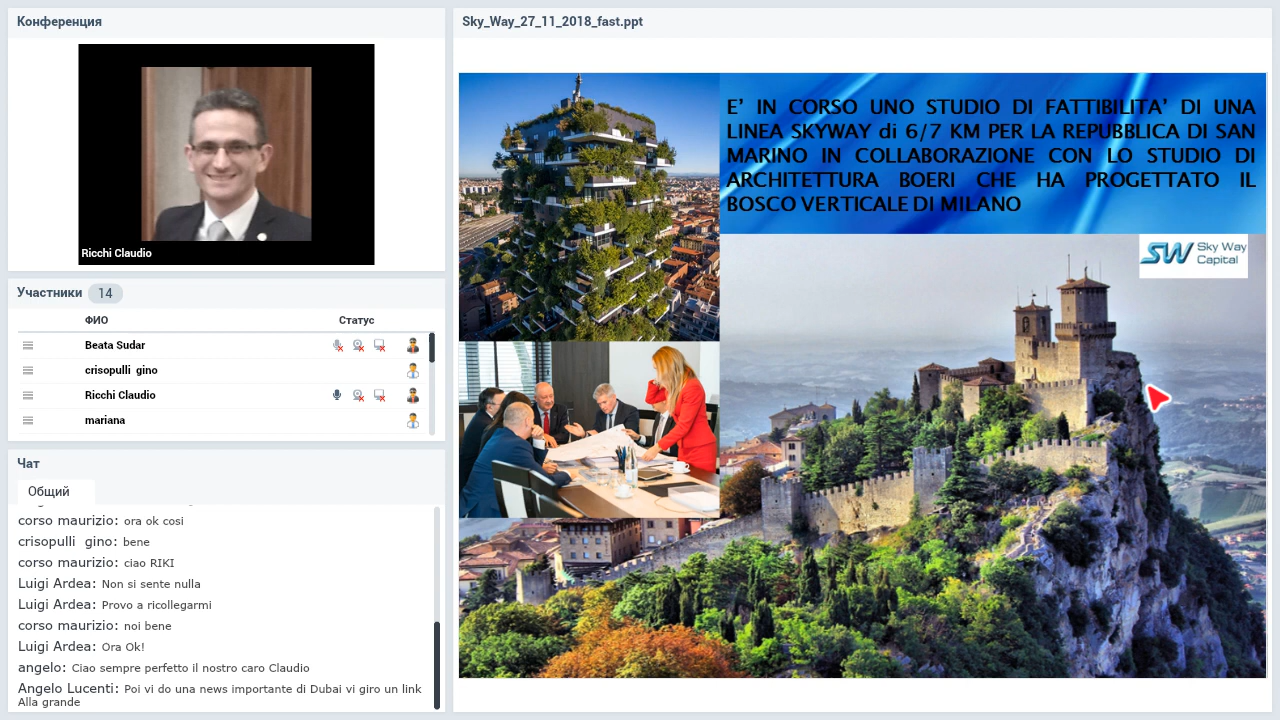 Конференция
Ricchi Claudio
Участники 14
ФИО Статус
Beata Sudar
crisopulli gino
Ricchi Claudio
mariana
Чат
Общий
corso maurizio: ora ok cosi
crisopulli gino: bene
corso maurizio: ciao RIKI
Luigi Ardea: Non si sente nulla
Luigi Ardea: Provo a ricollegarmi
corso maurizio: noi bene
Luigi Ardea: Ora Ok!
angelo: Ciao sempre perfetto il nostro caro Claudio
Angelo Lucenti: Poi vi do una news importante di Dubai vi giro un link
Alla grande
Sky_Way_27_11_2018_fast.ppt
E’ IN CORSO UNO STUDIO DI FATTIBILITA’ DI UNA
LINEA SKYWAY di 6/7 KM PER LA REPUBBLICA DI SAN
MARINO IN COLLABORAZIONE CON LO STUDIO DI
ARCHITETTURA BOERI CHE HA PROGETTATO IL
BOSCO VERTICALE DI MILANO
SW Sky Way
Capital